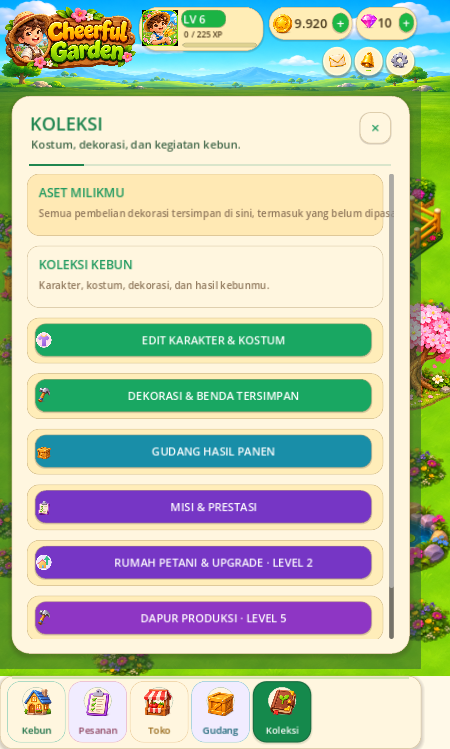 Cheerful
Garden
LV 6
0 / 225 XP
9.920
+
10
+
KOLEKSI
Kostum, dekorasi, dan kegiatan kebun.
×
ASET MILIKMU
Semua pembelian dekorasi tersimpan di sini, termasuk yang belum dipasa
KOLEKSI KEBUN
Karakter, kostum, dekorasi, dan hasil kebunmu.
EDIT KARAKTER & KOSTUM
DEKORASI & BENDA TERSIMPAN
GUDANG HASIL PANEN
MISI & PRESTASI
RUMAH PETANI & UPGRADE · LEVEL 2
DAPUR PRODUKSI · LEVEL 5
Kebun
Pesanan
Toko
Gudang
Koleksi